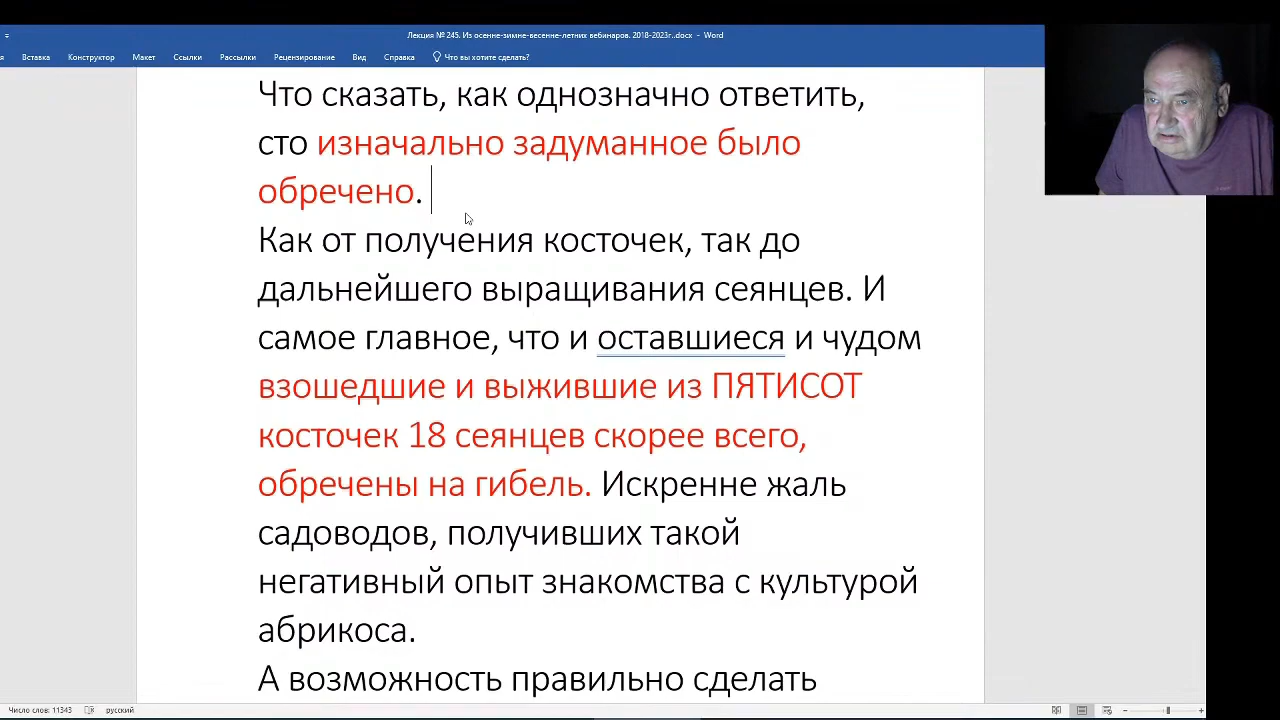 Лекция № 245. Из осенне-зимне-весенне-летних вебинаров. 2018-2023г..docx - Word
Вставка Конструктор Макет Ссылки Рассылки Рецензирование Вид Справка Что вы хотите сделать?
Что сказать, как однозначно ответить,
сто изначально задуманное было
обречено.
Как от получения косточек, так до
дальнейшего выращивания сеянцев. И
самое главное, что и оставшиеся и чудом
взошедшие и выжившие из ПЯТИСОТ
косточек 18 сеянцев скорее всего,
обречены на гибель. Искренне жаль
садоводов, получивших такой
негативный опыт знакомства с культурой
абрикоса.
А возможность правильно сделать
Число слов: 11343 русский